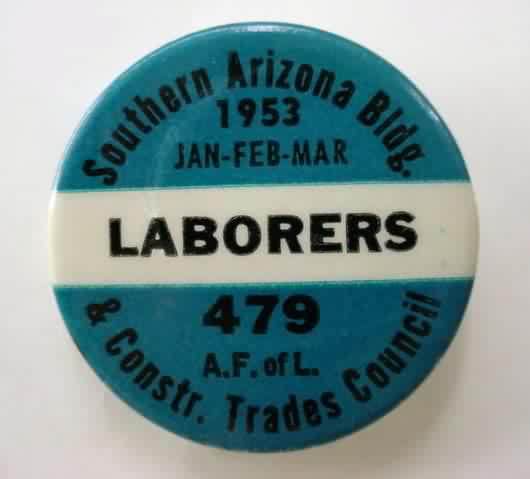 Southern Arizona Bldg.
1953
JAN-FEB-MAR
LABORERS
479
A.F. of L.
& Constr. Trades Council